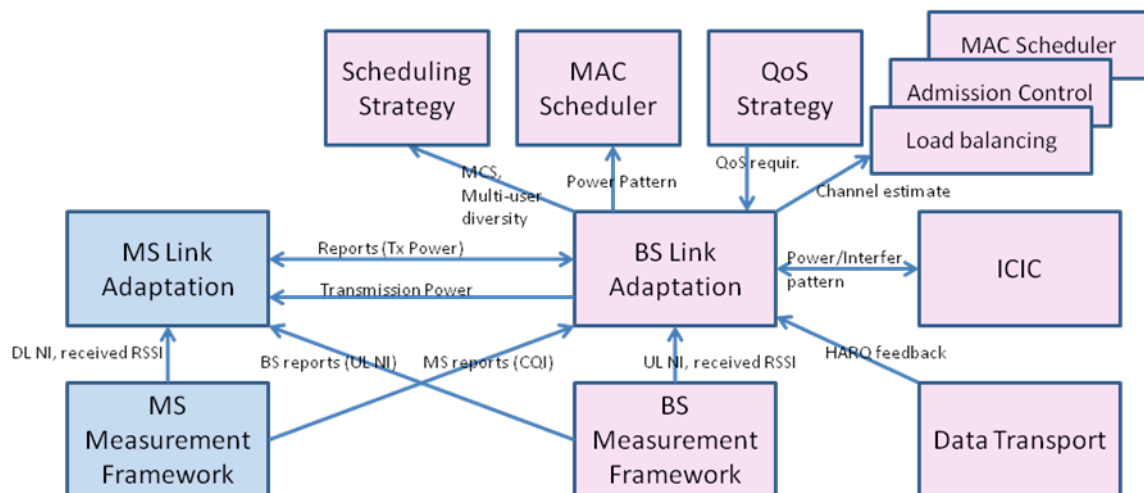 MAC Scheduler
Scheduling
Strategy
MAC
Scheduler
QoS
Strategy
Admission Control
Load balancing
MCS,
Multi-user
diversity
Power Pattern
QoS requir.
Channel estimate
MS Link
Adaptation
Reports (Tx Power)
Transmission Power
BS Link
Adaptation
Power/Interfer
pattern
ICIC
DL NI, received RSSI
BS reports (UL NI)
MS reports (CQI)
UL NI, received RSSI
HARQ feedback
MS
Measurement
Framework
BS
Measurement
Framework
Data Transport